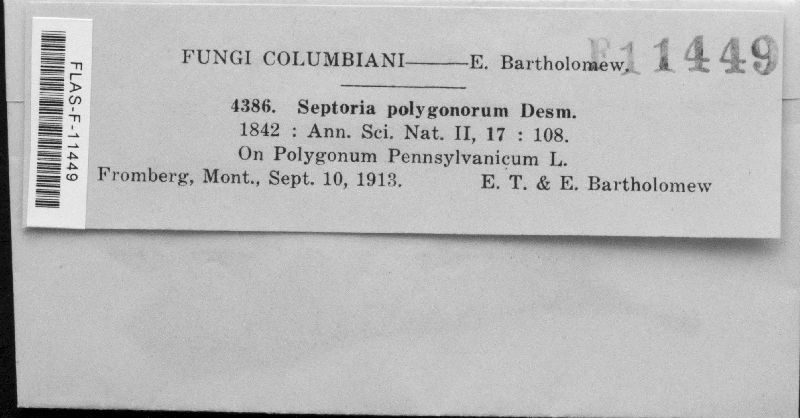 FUNGI COLUMBIANI——E. Bartholomew.
F11449
4386. Septoria polygonorum Desm.
1842 : Ann. Sci. Nat. II, 17 : 108.
On Polygonum Pennsylvanicum L.
Fromberg, Mont., Sept. 10, 1913. E. T. & E. Bartholomew
FLAS-F-11449